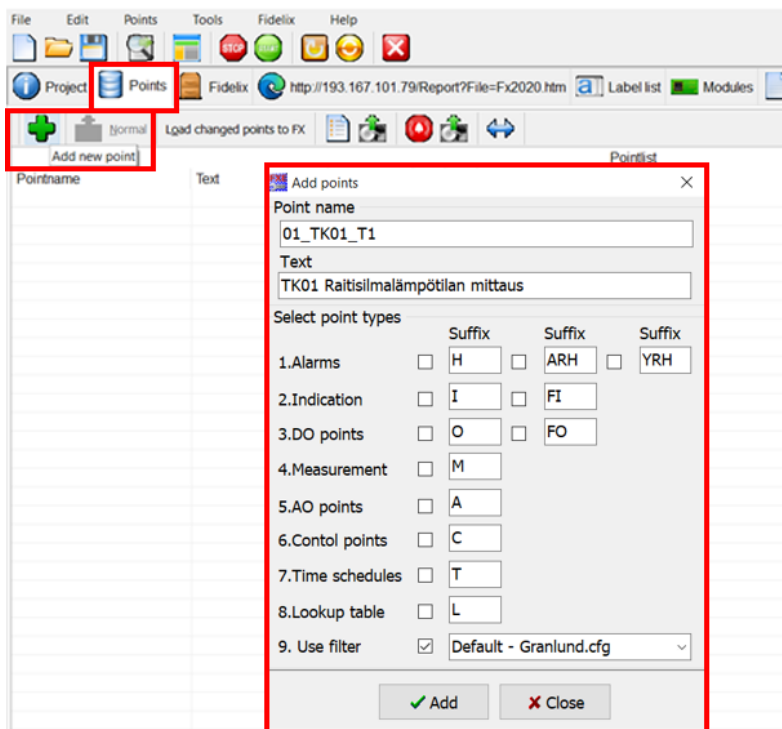 File Edit Points Tools Fidelix Help
STOP START
Project Points Fidelix http://193.167.101.79/Report?File=Fx2020.htm Label list Modules
Normal Load changed points to FX
Add new point
Pointlist
Pointname Text
Add points
Point name
01_TK01_T1
Text
TK01 Raitisilmalämpötilan mittaus
Select point types
Suffix Suffix Suffix
1.Alarms H ARH YRH
2.Indication I FI
3.DO points O FO
4.Measurement M
5.AO points A
6.Contol points C
7.Time schedules T
8.Lookup table L
9. Use filter Default - Granlund.cfg
Add Close